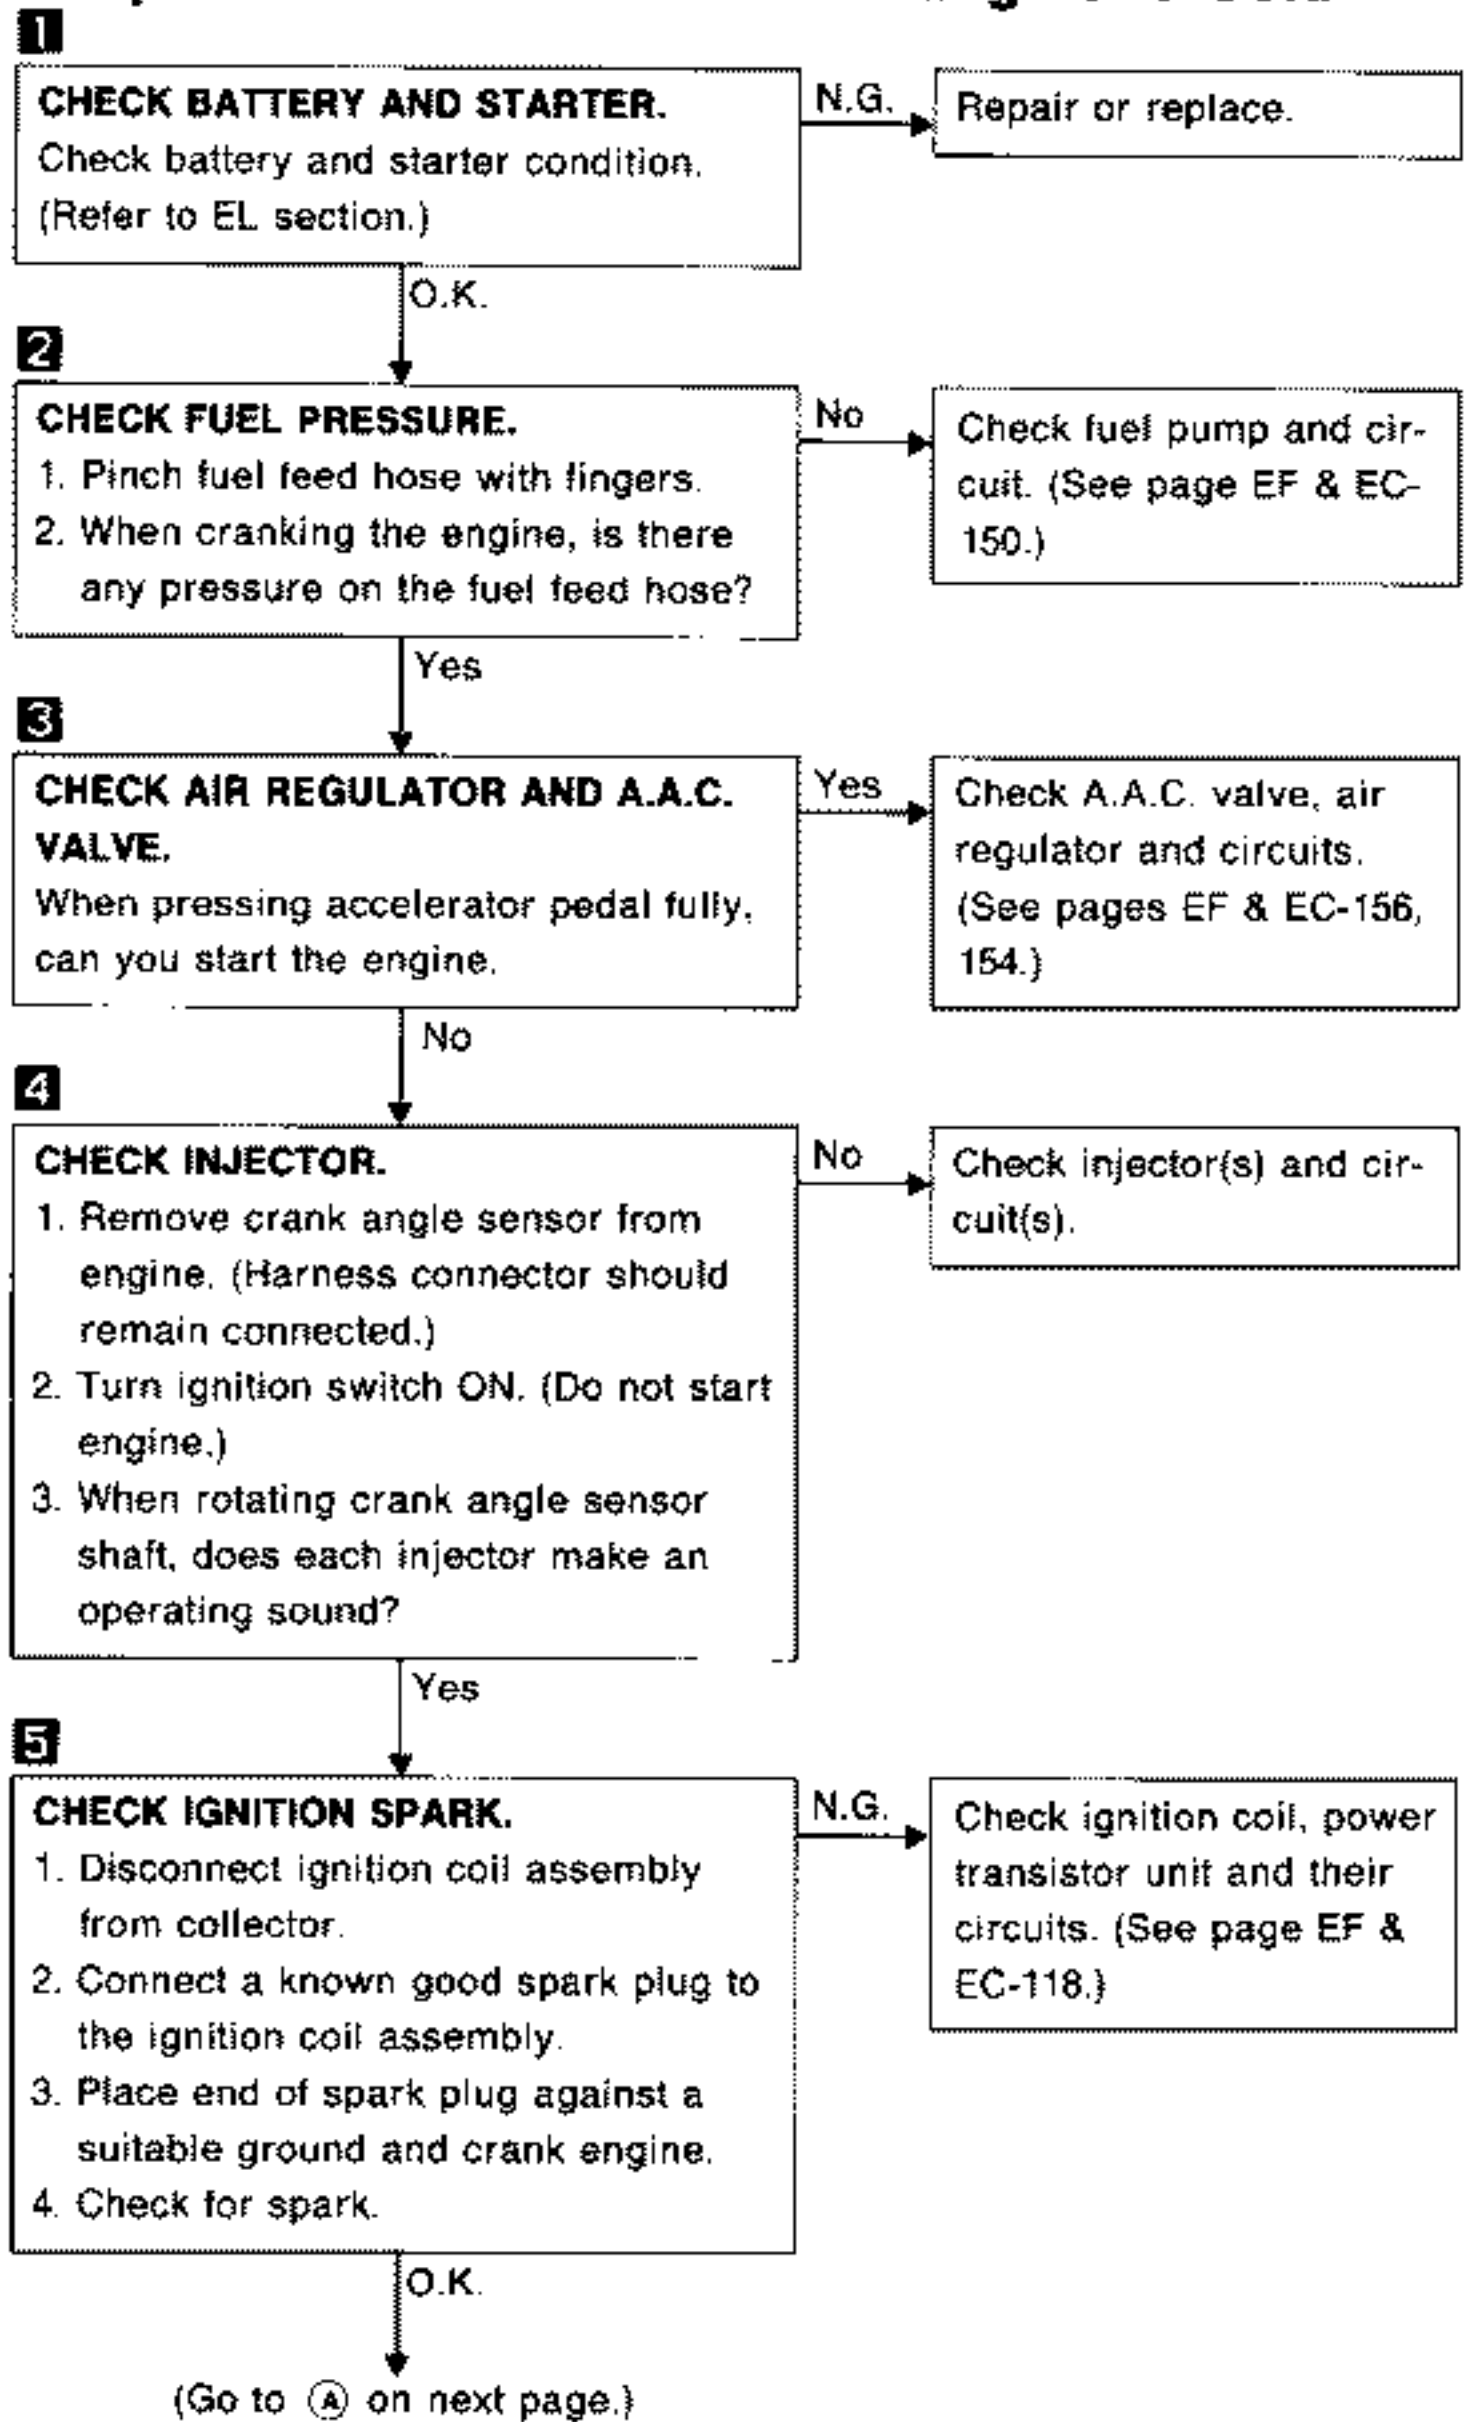 1
CHECK BATTERY AND STARTER.
Check battery and starter condition.
(Refer to EL section.)
N.G.
Repair or replace.
O.K.
2
CHECK FUEL PRESSURE.
1. Pinch fuel feed hose with fingers.
2. When cranking the engine, is there
any pressure on the fuel feed hose?
No
Check fuel pump and cir-
cuit. (See page EF & EC-
150.)
Yes
3
CHECK AIR REGULATOR AND A.A.C.
VALVE.
When pressing accelerator pedal fully,
can you start the engine.
Yes
Check A.A.C. valve, air
regulator and circuits.
(See pages EF & EC-156,
154.)
No
4
CHECK INJECTOR.
1. Remove crank angle sensor from
engine. (Harness connector should
remain connected.)
2. Turn ignition switch ON. (Do not start
engine.)
3. When rotating crank angle sensor
shaft, does each injector make an
operating sound?
No
Check injector(s) and cir-
cuit(s).
Yes
5
CHECK IGNITION SPARK.
1. Disconnect ignition coil assembly
from collector.
2. Connect a known good spark plug to
the ignition coil assembly.
3. Place end of spark plug against a
suitable ground and crank engine.
4. Check for spark.
N.G.
Check ignition coil, power
transistor unit and their
circuits. (See page EF &
EC-118.)
O.K.
(Go to Ⓐ on next page.)